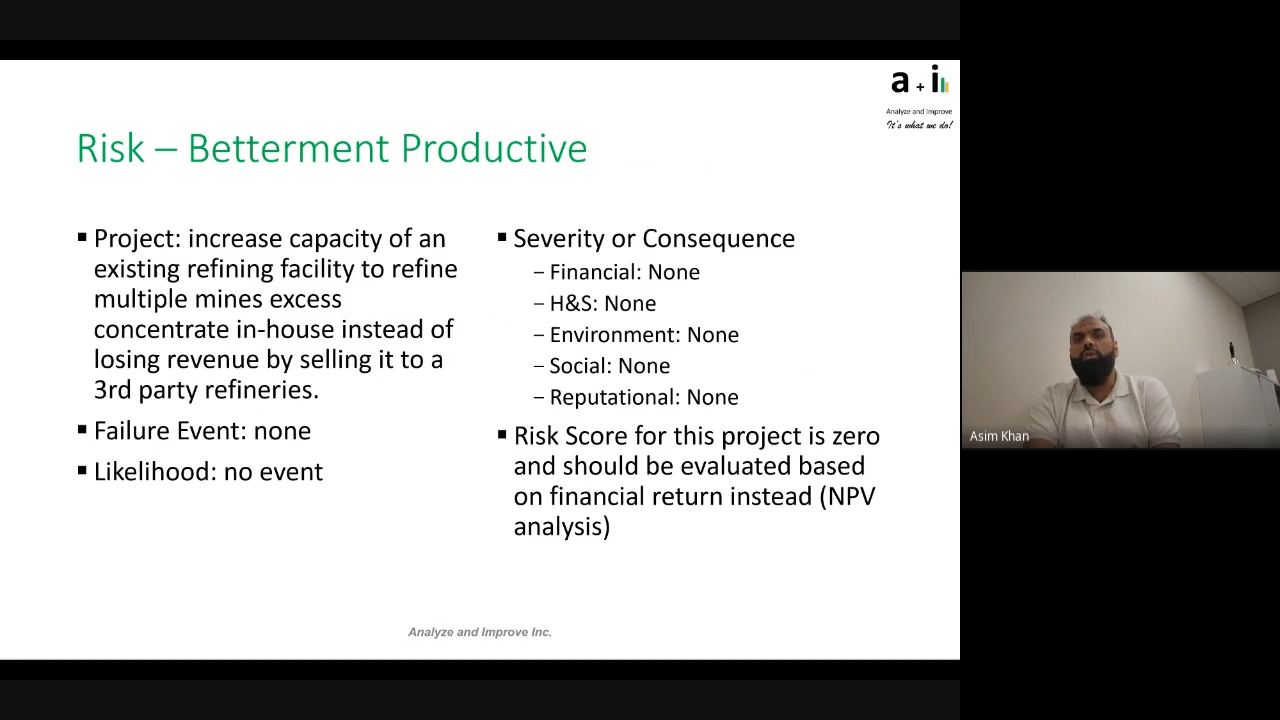 a + i
Analyze and Improve
It's what we do!
Risk – Betterment Productive
▪ Project: increase capacity of an
existing refining facility to refine
multiple mines excess
concentrate in-house instead of
losing revenue by selling it to a
3rd party refineries.
▪ Failure Event: none
▪ Likelihood: no event
▪ Severity or Consequence
– Financial: None
– H&S: None
– Environment: None
– Social: None
– Reputational: None
▪ Risk Score for this project is zero
and should be evaluated based
on financial return instead (NPV
analysis)
Analyze and Improve Inc.
Asim Khan